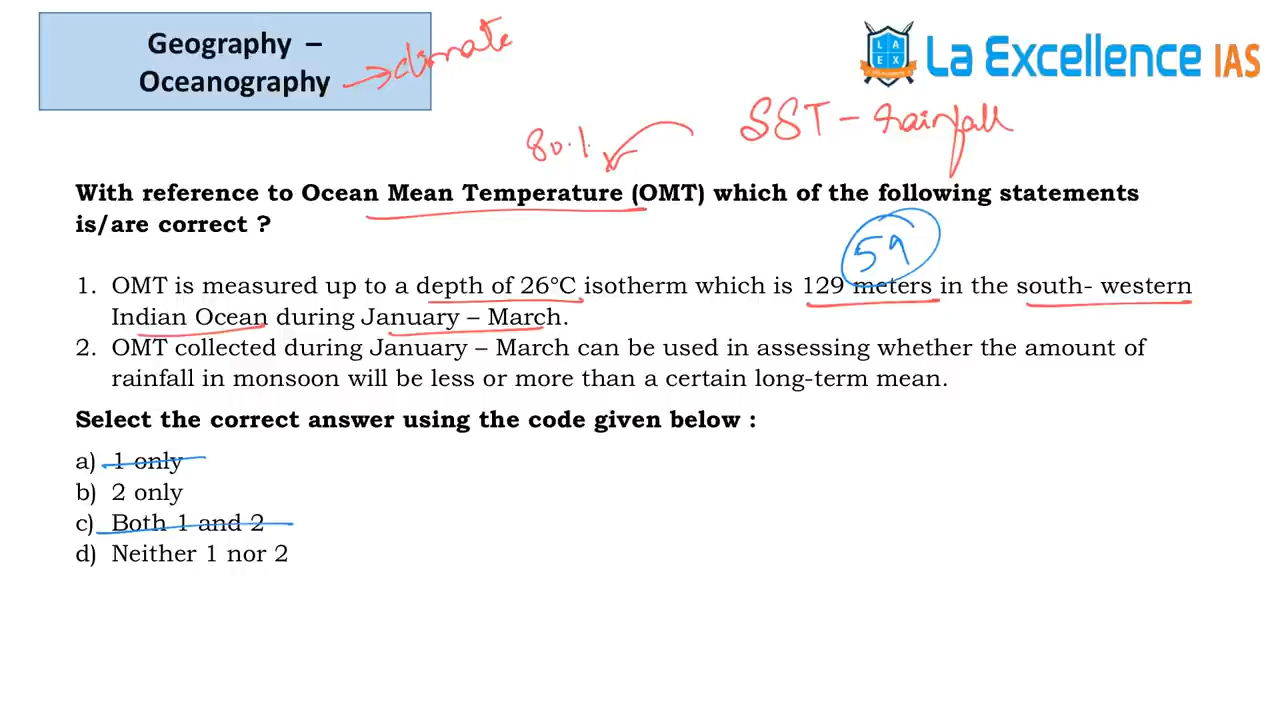 Geography –
Oceanography
→ climate
LA
EX
La Excellence IAS
SST – rainfall
80%
With reference to Ocean Mean Temperature (OMT) which of the following statements
is/are correct ?
59
1. OMT is measured up to a depth of 26°C isotherm which is 129 meters in the south- western
Indian Ocean during January – March.
2. OMT collected during January – March can be used in assessing whether the amount of
rainfall in monsoon will be less or more than a certain long-term mean.
Select the correct answer using the code given below :
a) 1 only
b) 2 only
c) Both 1 and 2
d) Neither 1 nor 2